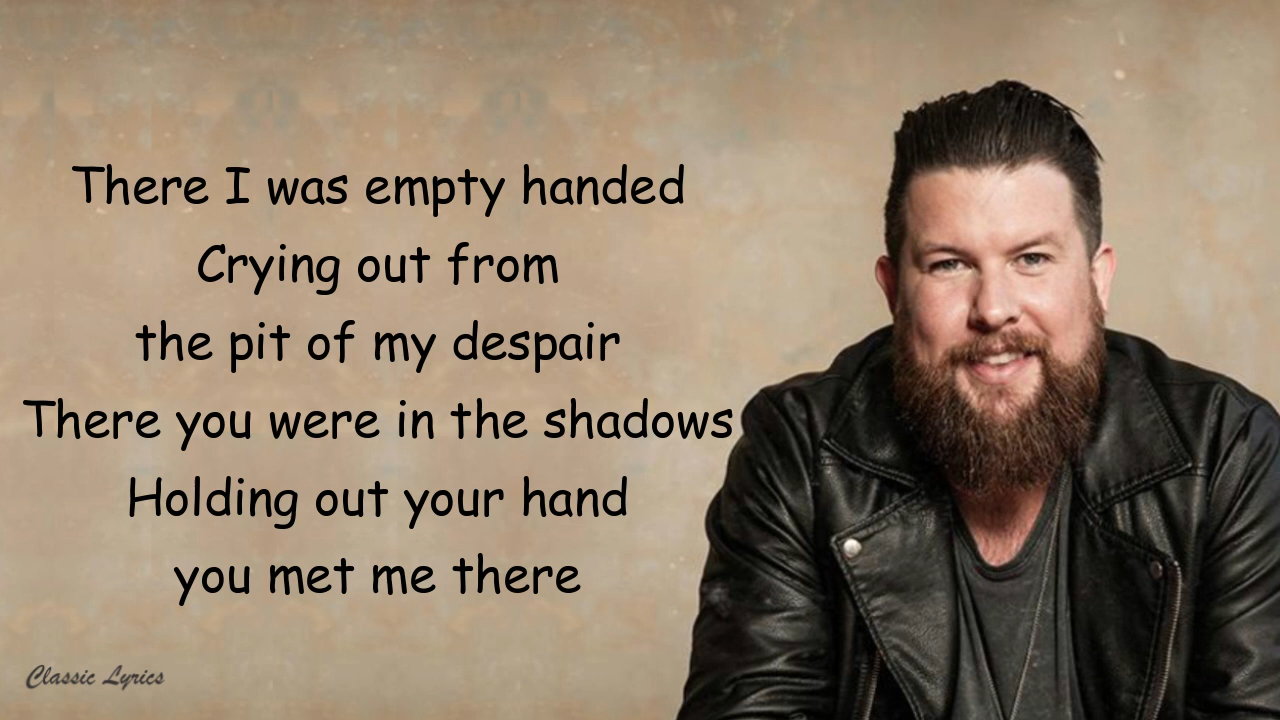 There I was empty handed
Crying out from
the pit of my despair
There you were in the shadows
Holding out your hand
you met me there
Classic Lyrics